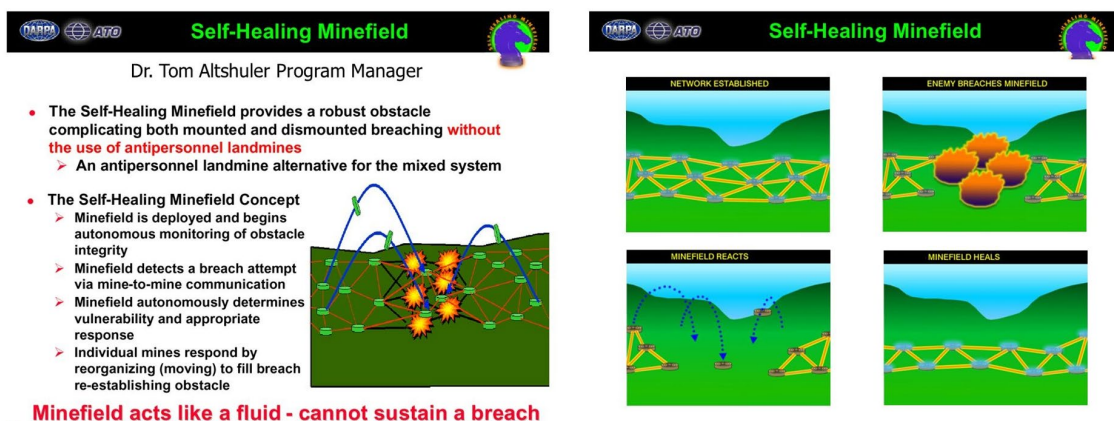 DARPA ATO Self-Healing Minefield
Dr. Tom Altshuler Program Manager
• The Self-Healing Minefield provides a robust obstacle
complicating both mounted and dismounted breaching without
the use of antipersonnel landmines
➢ An antipersonnel landmine alternative for the mixed system
• The Self-Healing Minefield Concept
➢ Minefield is deployed and begins
autonomous monitoring of obstacle
integrity
➢ Minefield detects a breach attempt
via mine-to-mine communication
➢ Minefield autonomously determines
vulnerability and appropriate
response
➢ Individual mines respond by
reorganizing (moving) to fill breach
re-establishing obstacle
Minefield acts like a fluid - cannot sustain a breach
DARPA ATO Self-Healing Minefield
NETWORK ESTABLISHED
ENEMY BREACHES MINEFIELD
MINEFIELD REACTS
MINEFIELD HEALS